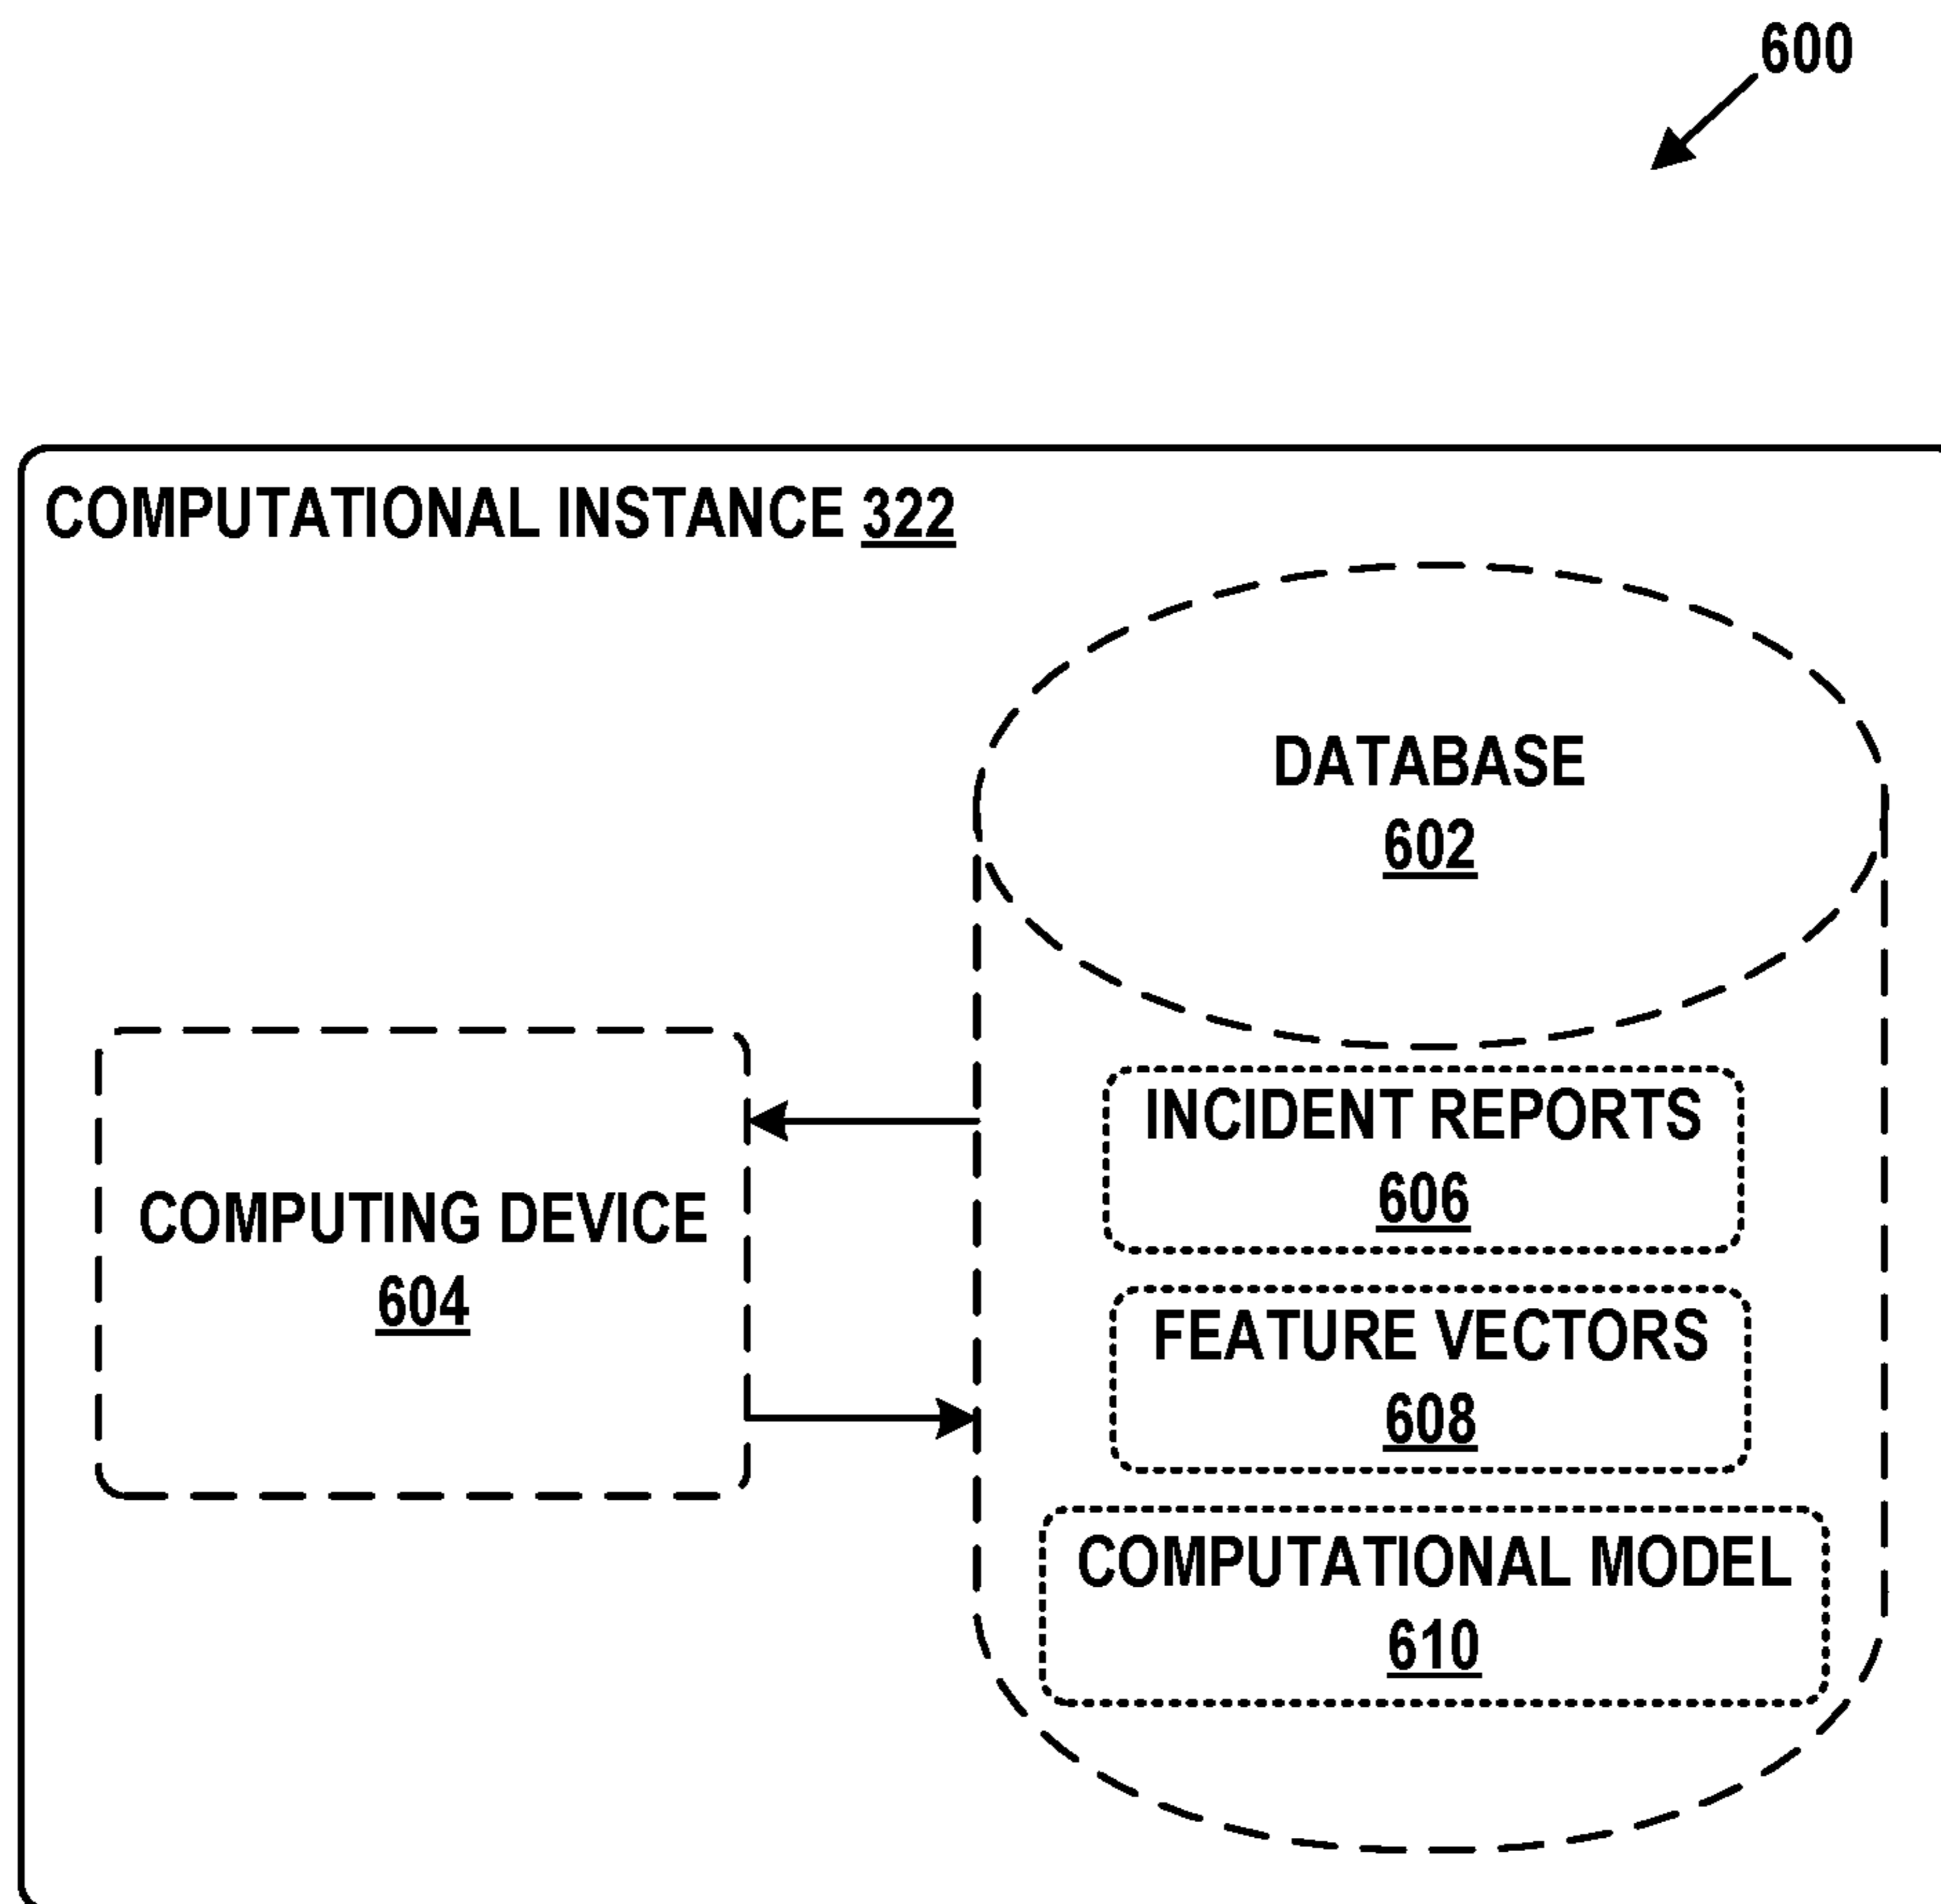 600
COMPUTATIONAL INSTANCE 322
DATABASE
602
INCIDENT REPORTS
606
COMPUTING DEVICE
604
FEATURE VECTORS
608
COMPUTATIONAL MODEL
610